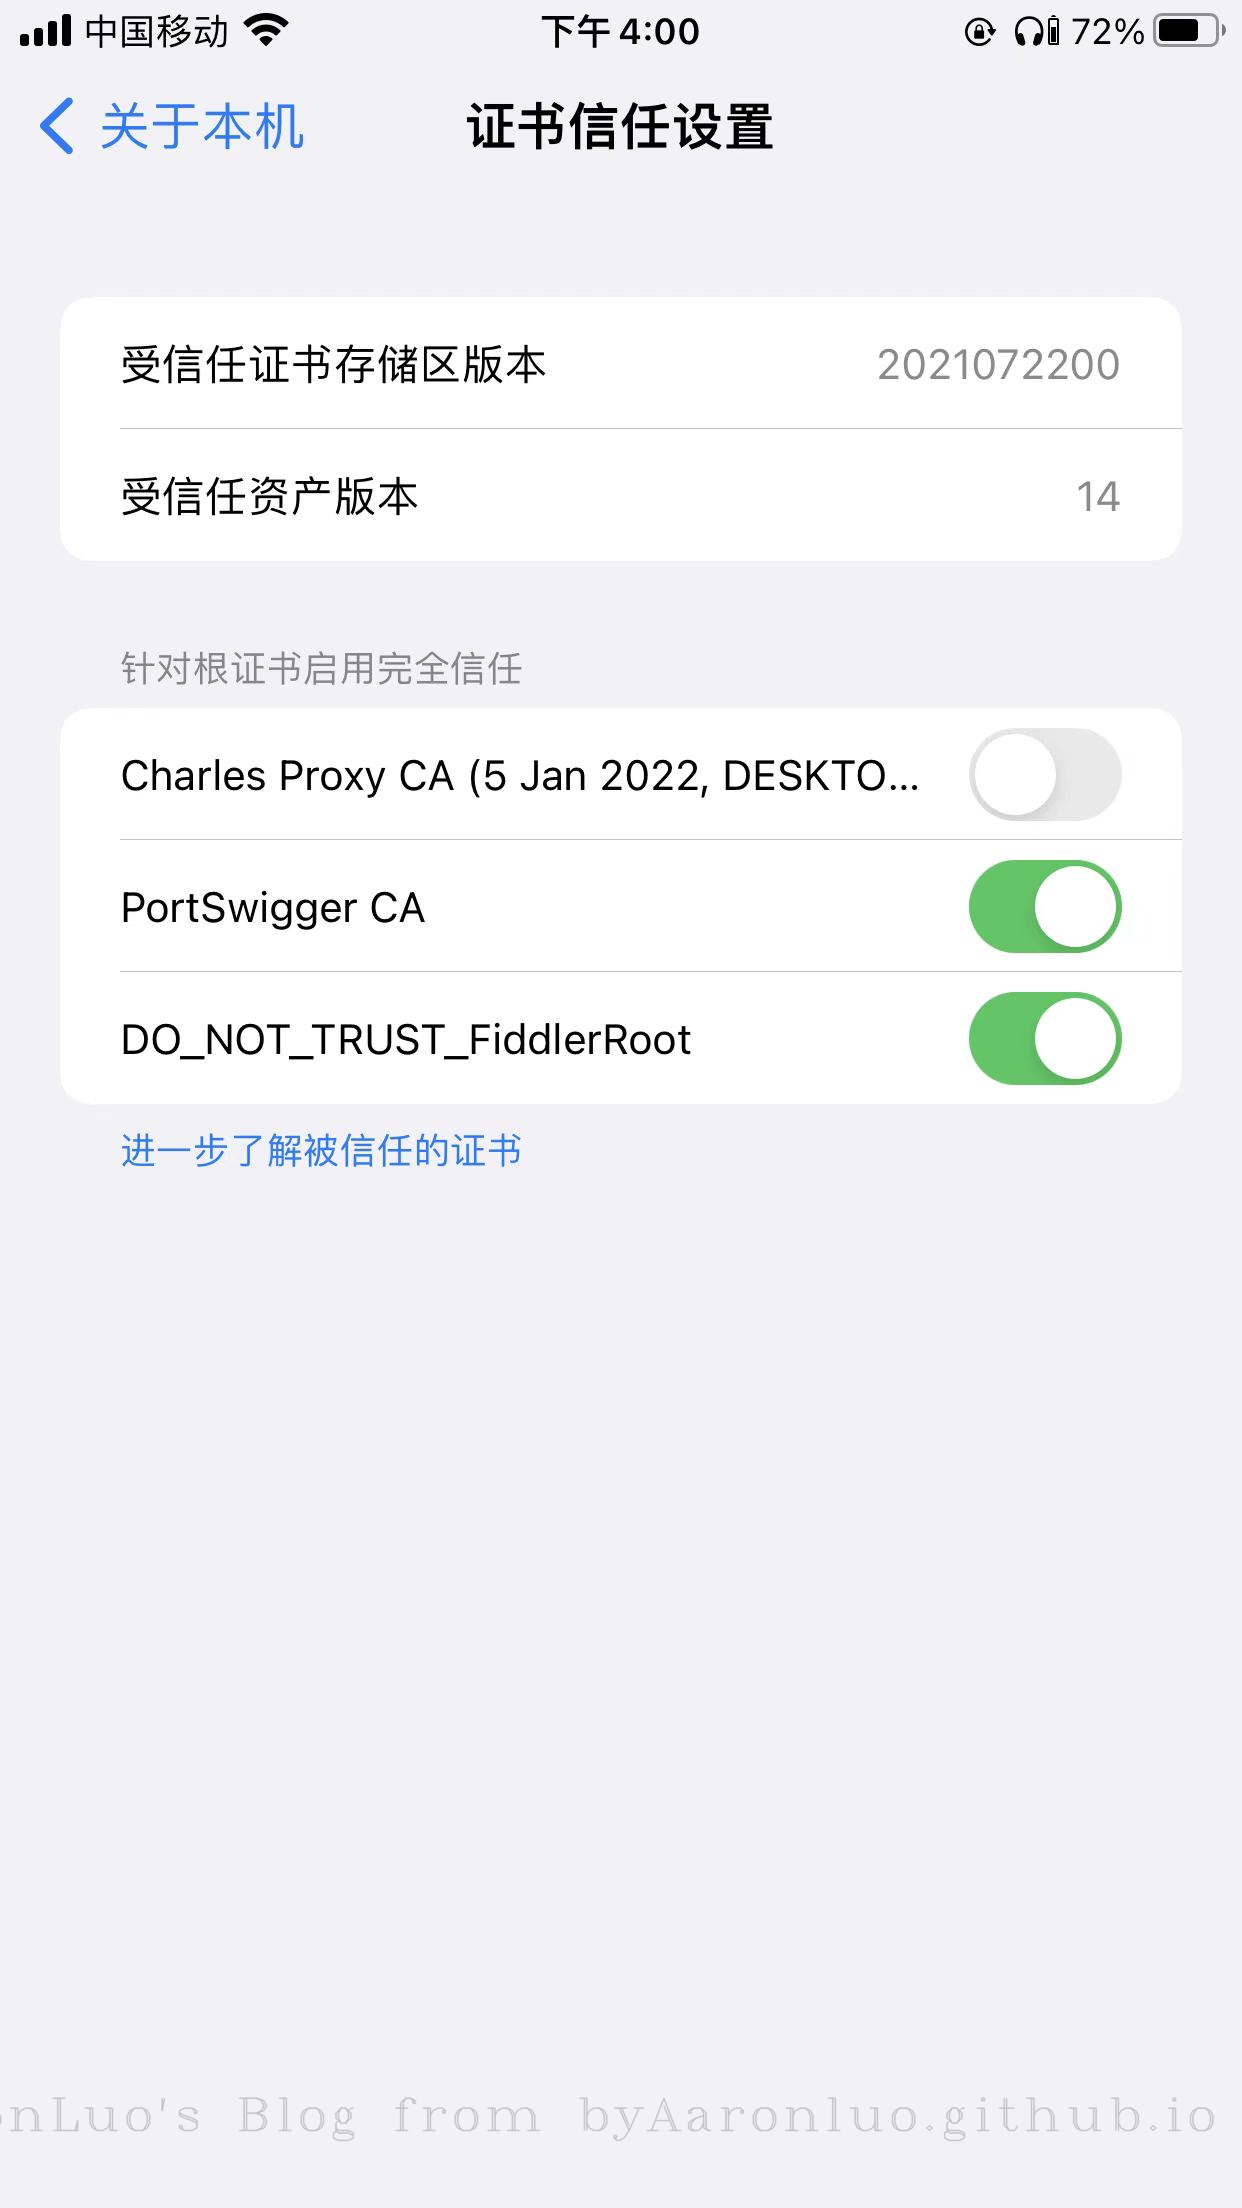 中国移动 下午 4:00 72%
关于本机 证书信任设置
受信任证书存储区版本 2021072200
受信任资产版本 14
针对根证书启用完全信任
Charles Proxy CA (5 Jan 2022, DESKTO...
PortSwigger CA
DO_NOT_TRUST_FiddlerRoot
进一步了解被信任的证书
onLuo's Blog from byAaronluo.github.io